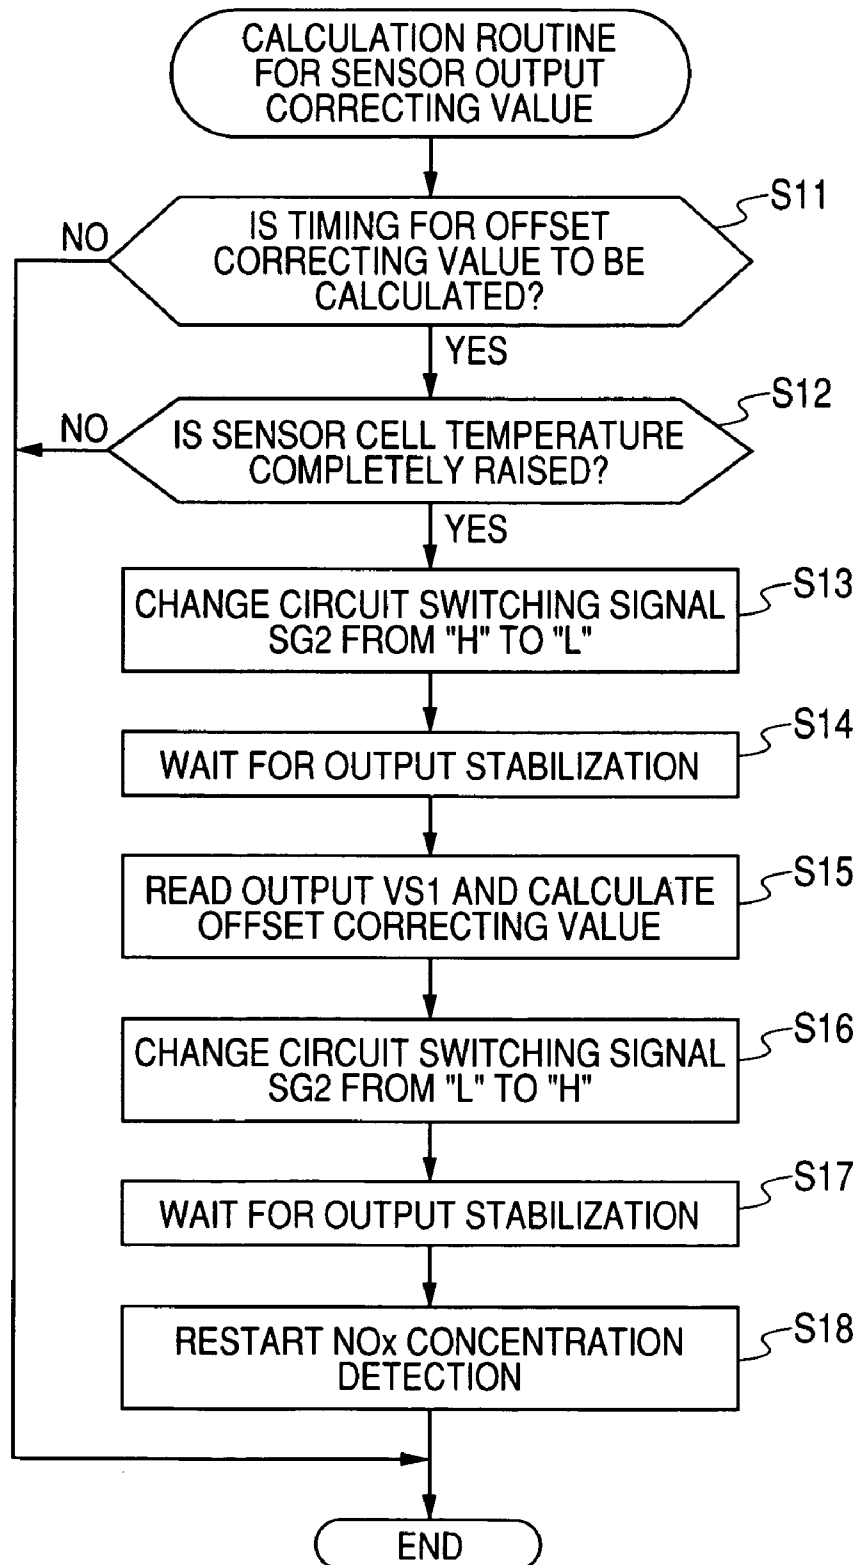 CALCULATION ROUTINE
FOR SENSOR OUTPUT
CORRECTING VALUE
S11
IS TIMING FOR OFFSET
CORRECTING VALUE TO BE
CALCULATED?
NO
YES
S12
IS SENSOR CELL TEMPERATURE
COMPLETELY RAISED?
NO
YES
S13
CHANGE CIRCUIT SWITCHING SIGNAL
SG2 FROM "H" TO "L"
S14
WAIT FOR OUTPUT STABILIZATION
S15
READ OUTPUT VS1 AND CALCULATE
OFFSET CORRECTING VALUE
S16
CHANGE CIRCUIT SWITCHING SIGNAL
SG2 FROM "L" TO "H"
S17
WAIT FOR OUTPUT STABILIZATION
S18
RESTART NOx CONCENTRATION
DETECTION
END